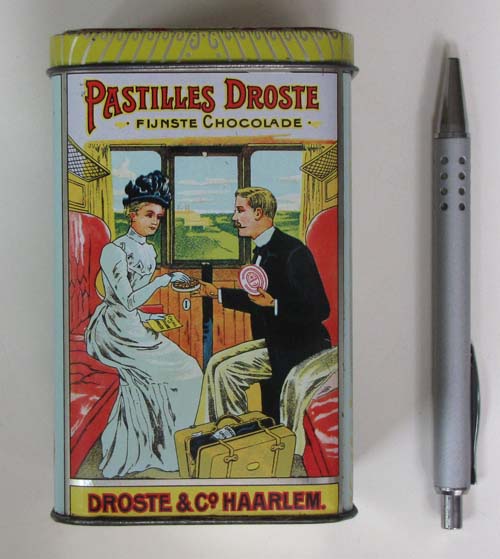 PASTILLES DROSTE
FIJNSTE CHOCOLADE
DROSTE & Cº HAARLEM.